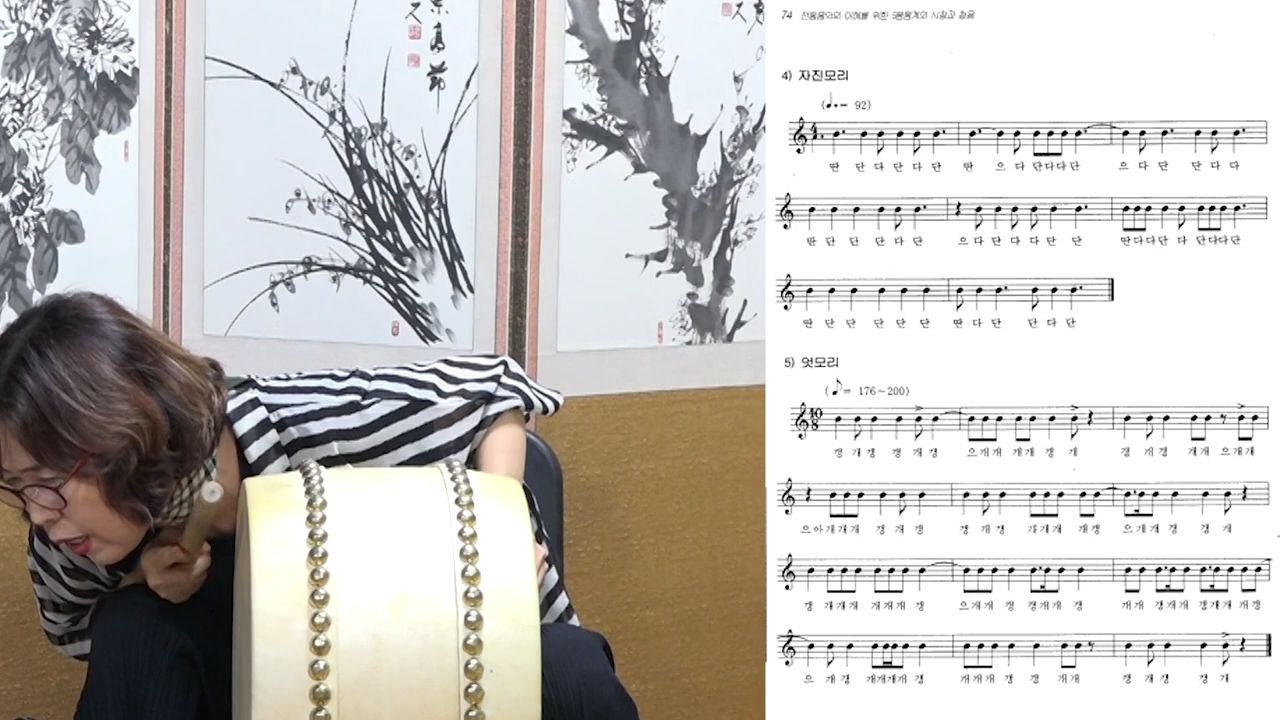 74 전통음악의 이해를 위한 5음음계의 시창과 청음
4) 자진모리
(♩.= 92)
딴 단 다 단 다 단 딴 으 다 단다다 단 으 다 단 단 다 다
딴 단 단 단 다 단 으 다 단 다 다 단 단 딴다다 단 다 단다다 단
딴 단 단 단 단 단 딴 다 단 단 다 단
5) 엇모리
(♪= 176~200)
갱 개 갱 갱 개 갱 으개개 개개 갱 개 갱 개 갱 개개 으개개
으아개개개 갱 개 갱 갱 개 갱 개개개 개갱 으개개 갱 갱 개
갱 개개개 개개개 갱 으개개 갱 갱개개 갱 개개 갱개개 갱개개 개갱
으 개 갱 개개개개 갱 개개개 갱 갱 개개 갱 개 갱 갱 개